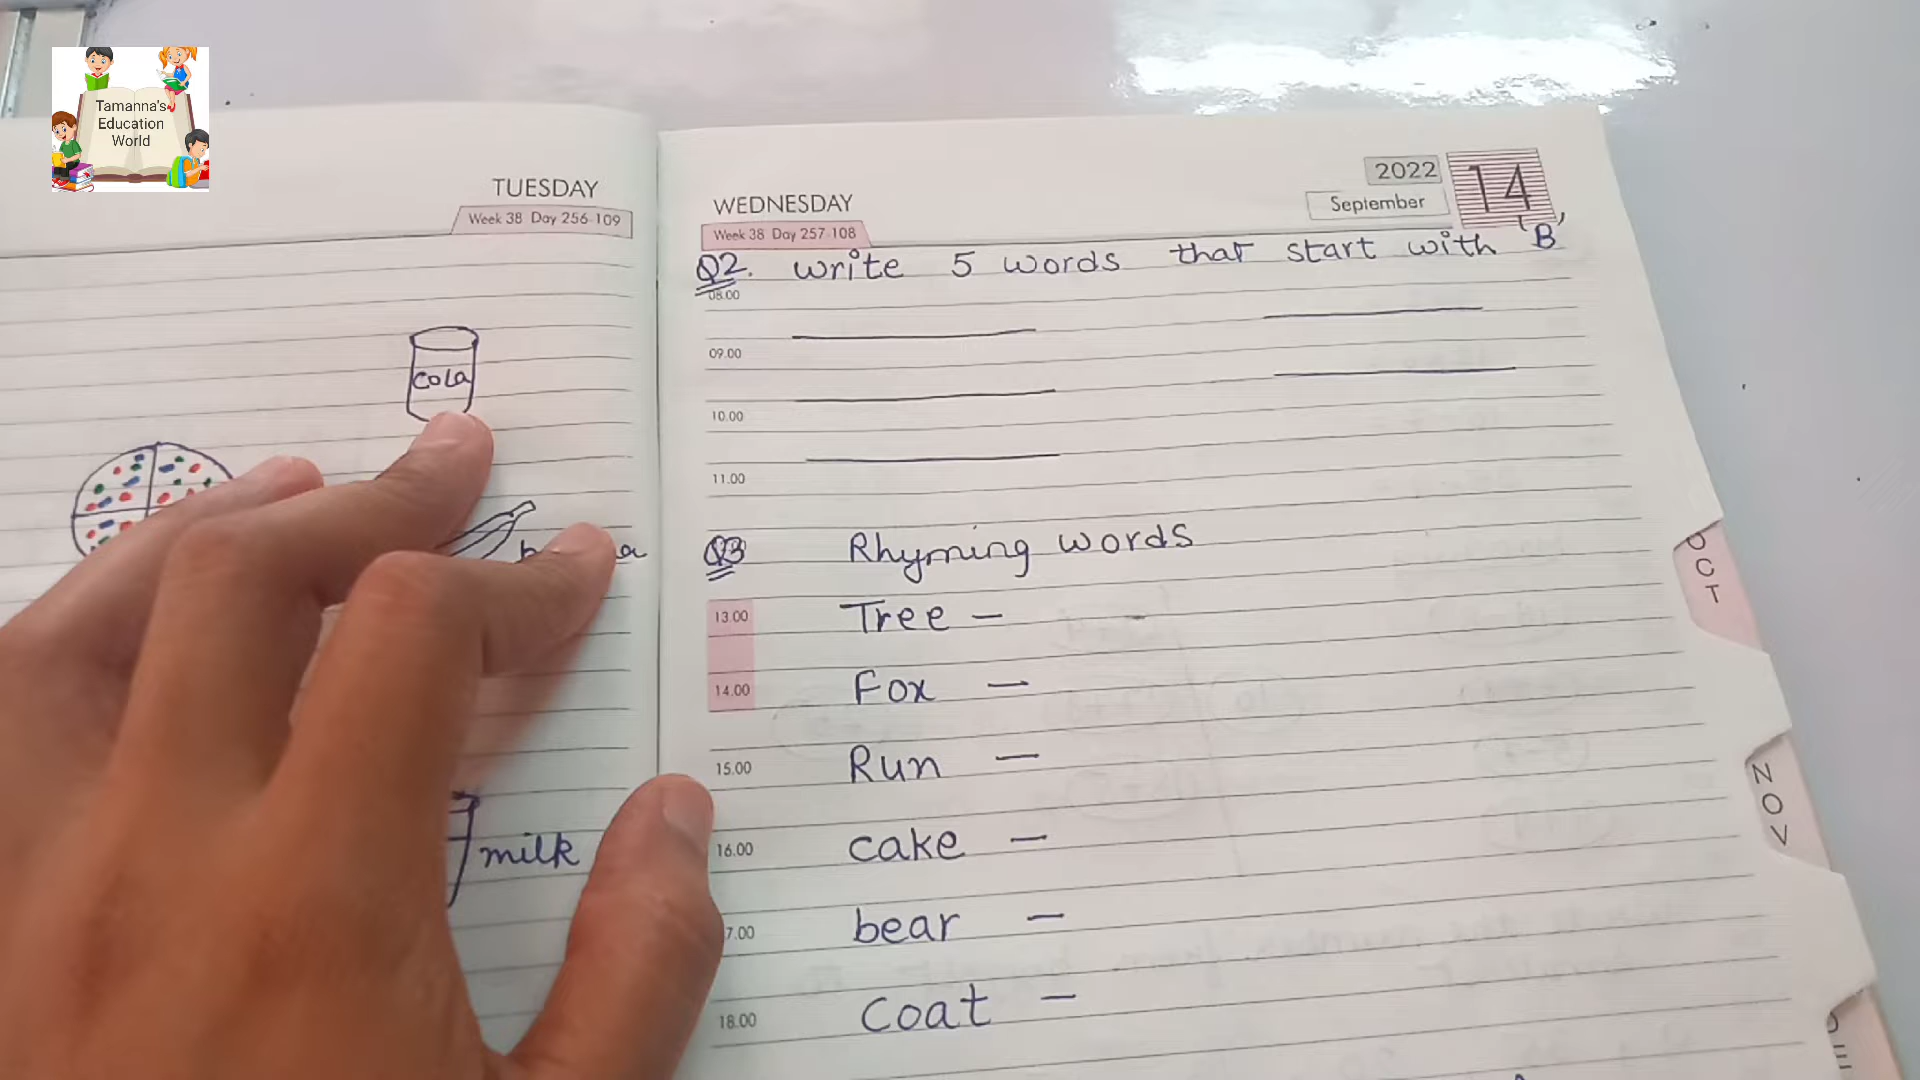 Tamanna's
Education
World
TUESDAY
Week 38 Day 256-109
cola
milk
WEDNESDAY
Week 38 Day 257-108
2022
September
14
Q2. write 5 words that start with 'B'
08.00
09.00
10.00
11.00
Q3 Rhyming words
13.00 Tree –
14.00 Fox –
15.00 Run –
16.00 cake –
bear –
18.00 coat –
OCT
NOV